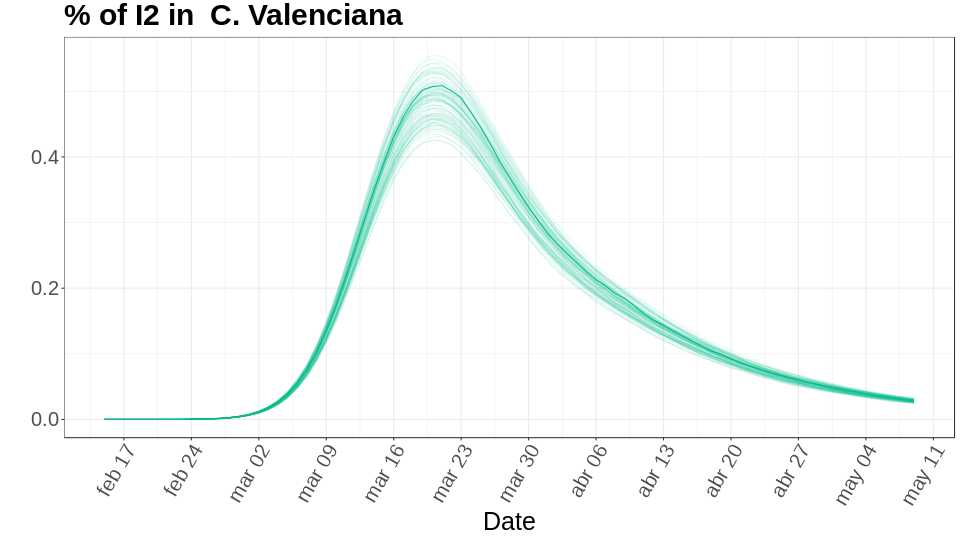 % of I2 in  C. Valenciana
0.4
0.2
0.0
feb 17
feb 24
mar 02
mar 09
mar 16
mar 23
mar 30
abr 06
abr 13
abr 20
abr 27
may 04
may 11
Date